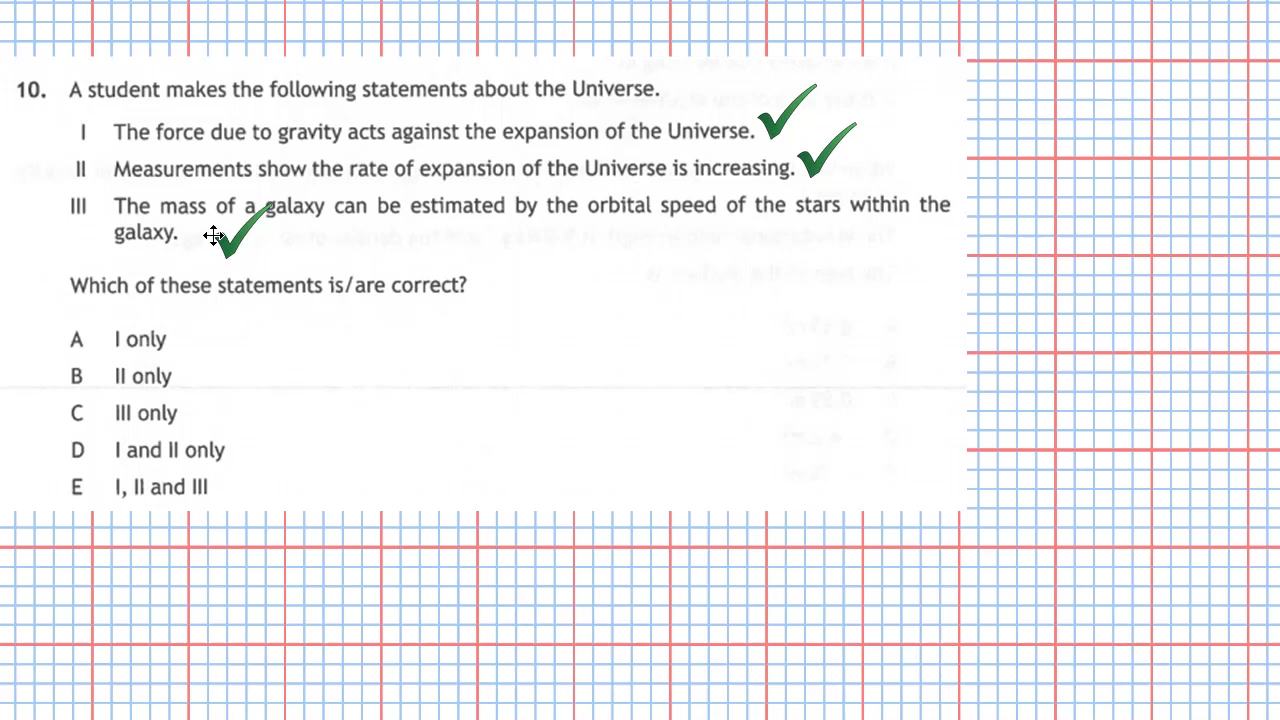 10. A student makes the following statements about the Universe.
I The force due to gravity acts against the expansion of the Universe.
II Measurements show the rate of expansion of the Universe is increasing.
III The mass of a galaxy can be estimated by the orbital speed of the stars within the
galaxy.
Which of these statements is/are correct?
A I only
B II only
C III only
D I and II only
E I, II and III